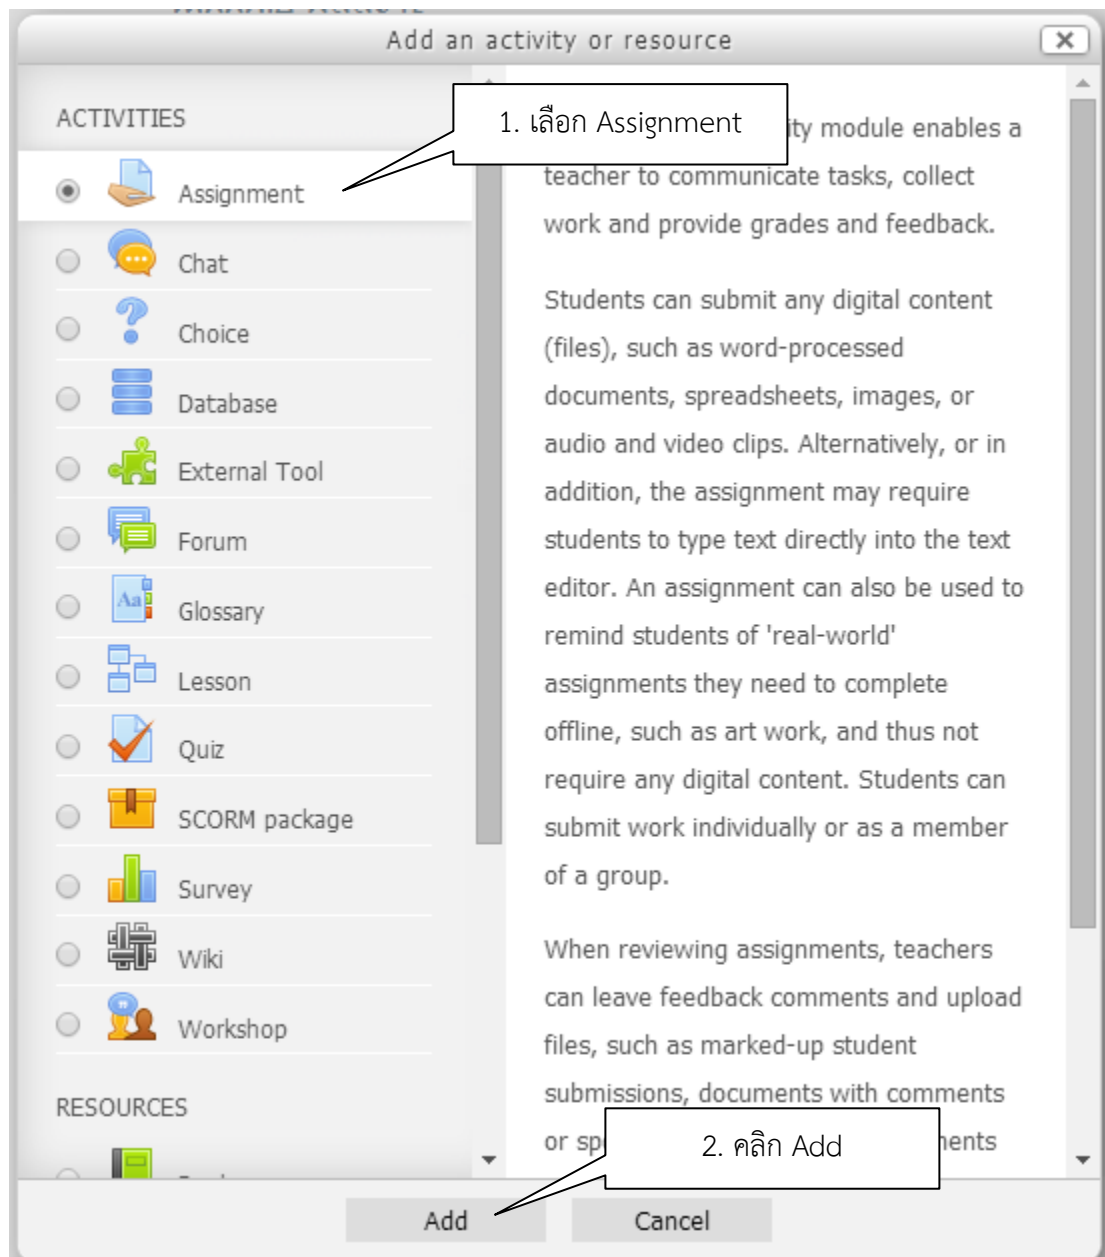 Add an activity or resource
ACTIVITIES
1. เลือก Assignment
Assignment
Chat
Choice
Database
External Tool
Forum
Glossary
Lesson
Quiz
SCORM package
Survey
Wiki
Workshop
RESOURCES
module enables a
teacher to communicate tasks, collect
work and provide grades and feedback.
Students can submit any digital content
(files), such as word-processed
documents, spreadsheets, images, or
audio and video clips. Alternatively, or in
addition, the assignment may require
students to type text directly into the text
editor. An assignment can also be used to
remind students of 'real-world'
assignments they need to complete
offline, such as art work, and thus not
require any digital content. Students can
submit work individually or as a member
of a group.
When reviewing assignments, teachers
can leave feedback comments and upload
files, such as marked-up student
submissions, documents with comments
or
2. คลิก Add
Add
Cancel